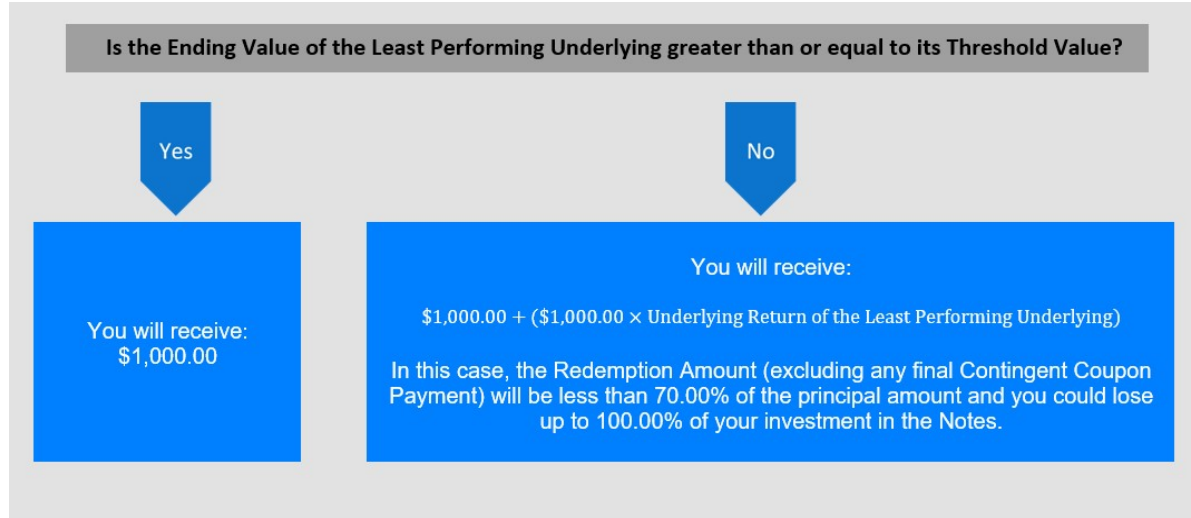 Is the Ending Value of the Least Performing Underlying greater than or equal to its Threshold Value?
Yes
No
You will receive:
$1,000.00
You will receive:
$1,000.00 + ($1,000.00 × Underlying Return of the Least Performing Underlying)
In this case, the Redemption Amount (excluding any final Contingent Coupon
Payment) will be less than 70.00% of the principal amount and you could lose
up to 100.00% of your investment in the Notes.